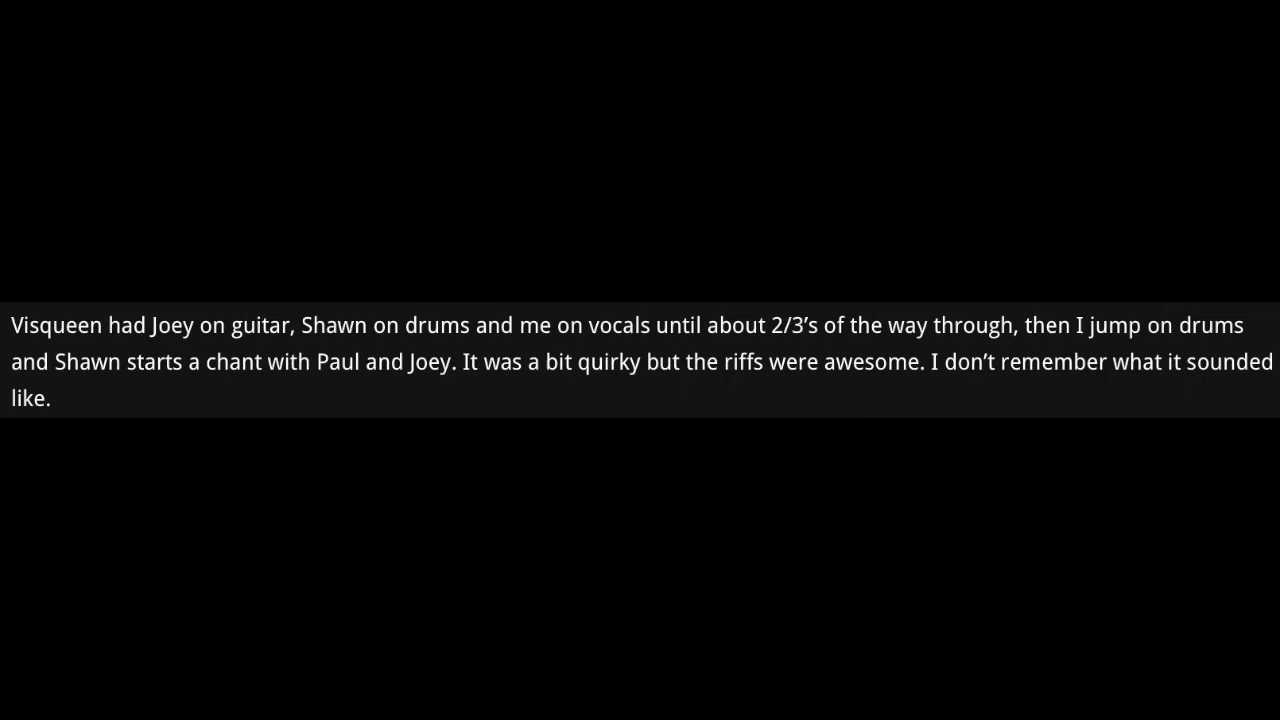 Visqueen had Joey on guitar, Shawn on drums and me on vocals until about 2/3’s of the way through, then I jump on drums
and Shawn starts a chant with Paul and Joey. It was a bit quirky but the riffs were awesome. I don’t remember what it sounded
like.